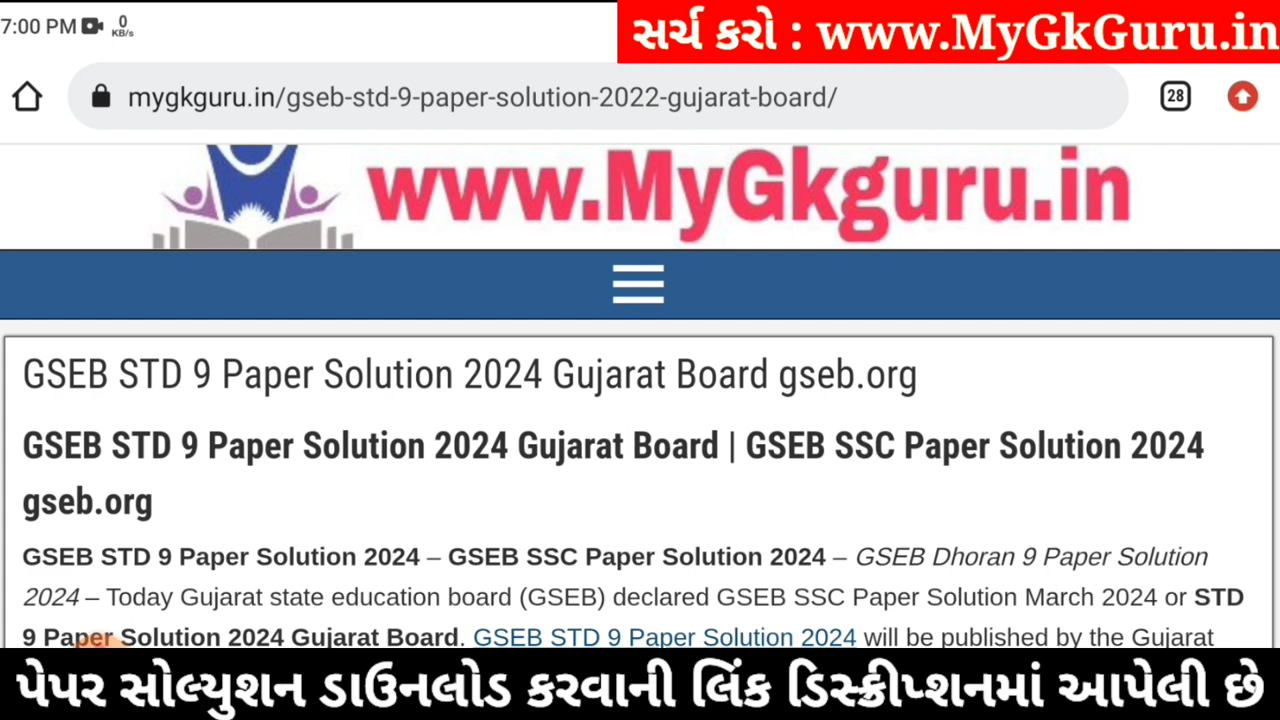 7:00 PM 0 KB/s
સર્ચ કરો : www.MyGkGuru.in
mygkguru.in/gseb-std-9-paper-solution-2022-gujarat-board/
28
www.MyGkguru.in
GSEB STD 9 Paper Solution 2024 Gujarat Board gseb.org
GSEB STD 9 Paper Solution 2024 Gujarat Board | GSEB SSC Paper Solution 2024
gseb.org
GSEB STD 9 Paper Solution 2024 – GSEB SSC Paper Solution 2024 – GSEB Dhoran 9 Paper Solution
2024 – Today Gujarat state education board (GSEB) declared GSEB SSC Paper Solution March 2024 or STD
9 Paper Solution 2024 Gujarat Board. GSEB STD 9 Paper Solution 2024 will be published by the Gujarat
પેપર સોલ્યુશન ડાઉનલોડ કરવાની લિંક ડિસ્ક્રીપ્શનમાં આપેલી છે